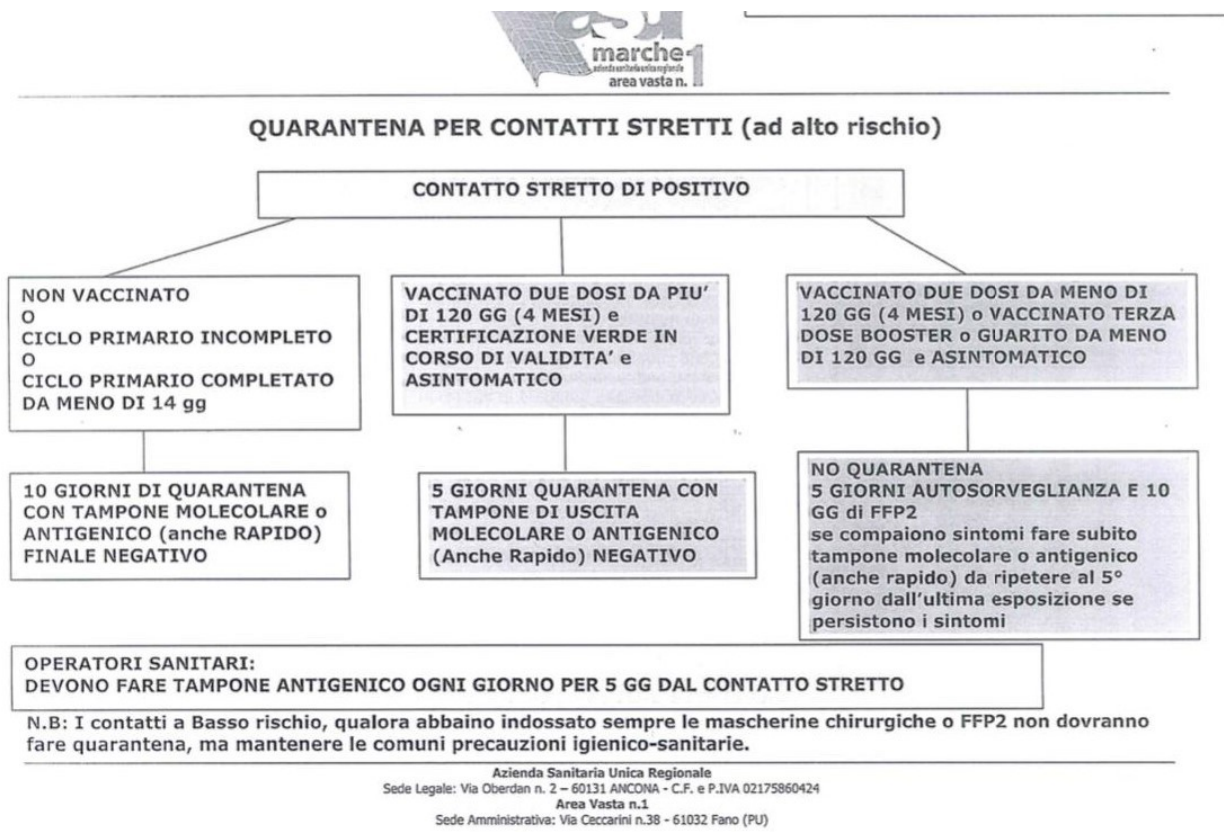 asur
marche 1
azienda sanitaria unica regionale
area vasta n. 1
QUARANTENA PER CONTATTI STRETTI (ad alto rischio)
CONTATTO STRETTO DI POSITIVO
NON VACCINATO
O
CICLO PRIMARIO INCOMPLETO
O
CICLO PRIMARIO COMPLETATO
DA MENO DI 14 gg
10 GIORNI DI QUARANTENA
CON TAMPONE MOLECOLARE o
ANTIGENICO (anche RAPIDO)
FINALE NEGATIVO
VACCINATO DUE DOSI DA PIU'
DI 120 GG (4 MESI) e
CERTIFICAZIONE VERDE IN
CORSO DI VALIDITA' e
ASINTOMATICO
5 GIORNI QUARANTENA CON
TAMPONE DI USCITA
MOLECOLARE O ANTIGENICO
(Anche Rapido) NEGATIVO
VACCINATO DUE DOSI DA MENO DI
120 GG (4 MESI) o VACCINATO TERZA
DOSE BOOSTER o GUARITO DA MENO
DI 120 GG e ASINTOMATICO
NO QUARANTENA
5 GIORNI AUTOSORVEGLIANZA E 10
GG di FFP2
se compaiono sintomi fare subito
tampone molecolare o antigenico
(anche rapido) da ripetere al 5°
giorno dall'ultima esposizione se
persistono i sintomi
OPERATORI SANITARI:
DEVONO FARE TAMPONE ANTIGENICO OGNI GIORNO PER 5 GG DAL CONTATTO STRETTO
N.B: I contatti a Basso rischio, qualora abbaino indossato sempre le mascherine chirurgiche o FFP2 non dovranno
fare quarantena, ma mantenere le comuni precauzioni igienico-sanitarie.
Azienda Sanitaria Unica Regionale
Sede Legale: Via Oberdan n. 2 – 60131 ANCONA - C.F. e P.IVA 02175860424
Area Vasta n.1
Sede Amministrativa: Via Ceccarini n.38 - 61032 Fano (PU)